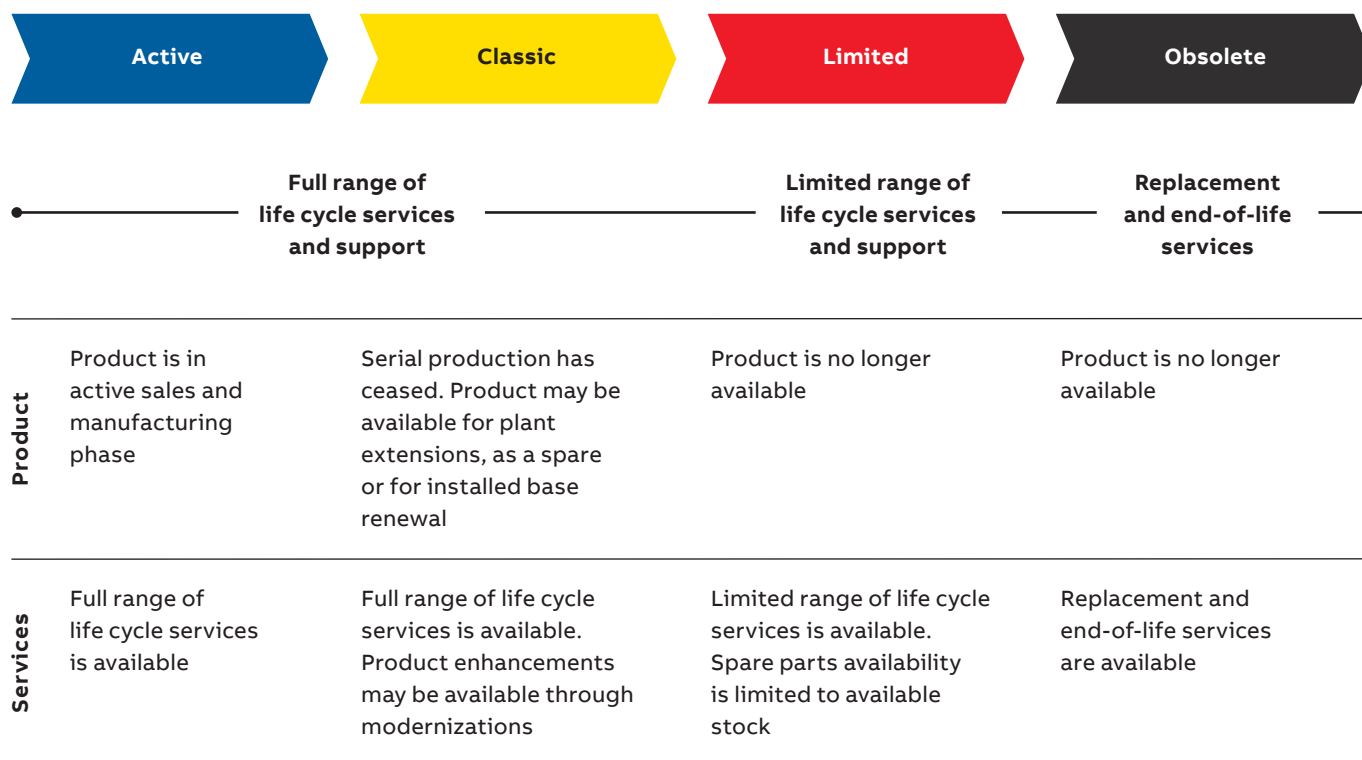 Active
Classic
Limited
Obsolete
Full range of
life cycle services
and support
Limited range of
life cycle services
and support
Replacement
and end-of-life
services
Product
Product is in
active sales and
manufacturing
phase
Serial production has
ceased. Product may be
available for plant
extensions, as a spare
or for installed base
renewal
Product is no longer
available
Product is no longer
available
Services
Full range of
life cycle services
is available
Full range of life cycle
services is available.
Product enhancements
may be available through
modernizations
Limited range of life cycle
services is available.
Spare parts availability
is limited to available
stock
Replacement and
end-of-life services
are available